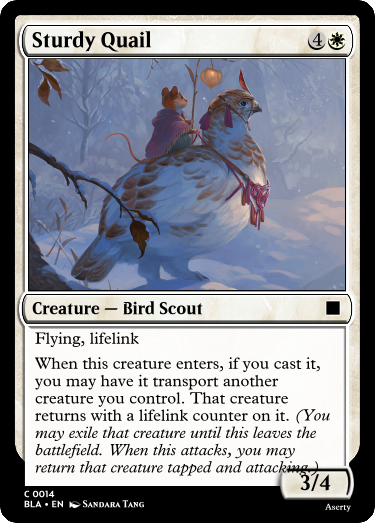 Sturdy Quail 4
Creature — Bird Scout
Flying, lifelink
When this creature enters, if you cast it,
you may have it transport another
creature you control. That creature
returns with a lifelink counter on it. (You
may exile that creature until this leaves the
battlefield. When this attacks, you may
return that creature tapped and attacking.)
3/4
C 0014
BLA • EN Sandara Tang
Aserty